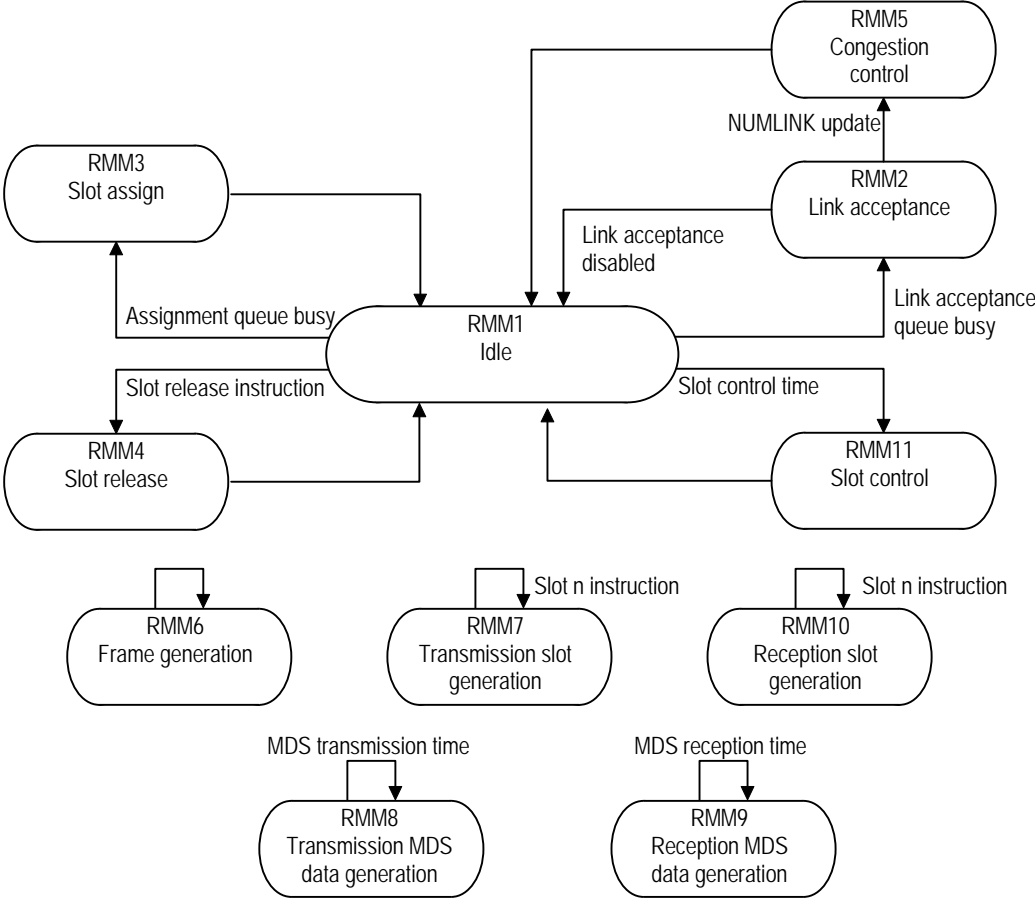 RMM5
Congestion
control
NUMLINK update
RMM3
Slot assign
RMM2
Link acceptance
Link acceptance
disabled
Link acceptance
queue busy
Assignment queue busy
RMM1
Idle
Slot release instruction
Slot control time
RMM4
Slot release
RMM11
Slot control
Slot n instruction
Slot n instruction
RMM6
Frame generation
RMM7
Transmission slot
generation
RMM10
Reception slot
generation
MDS transmission time
MDS reception time
RMM8
Transmission MDS
data generation
RMM9
Reception MDS
data generation